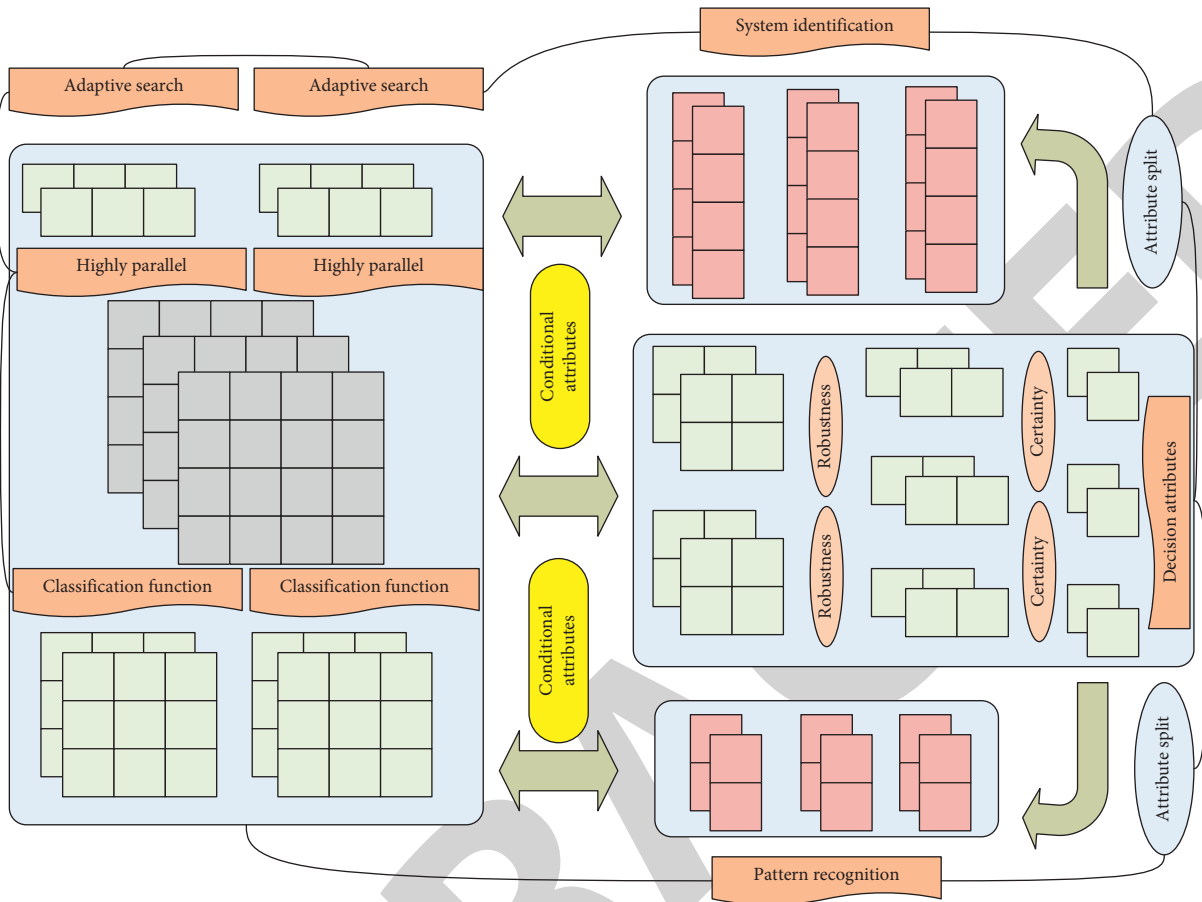 System identification
Adaptive search
Adaptive search
Highly parallel
Highly parallel
Classification function
Classification function
Conditional
attributes
Conditional
attributes
Robustness
Robustness
Certainty
Certainty
Decision attributes
Attribute split
Attribute split
Pattern recognition